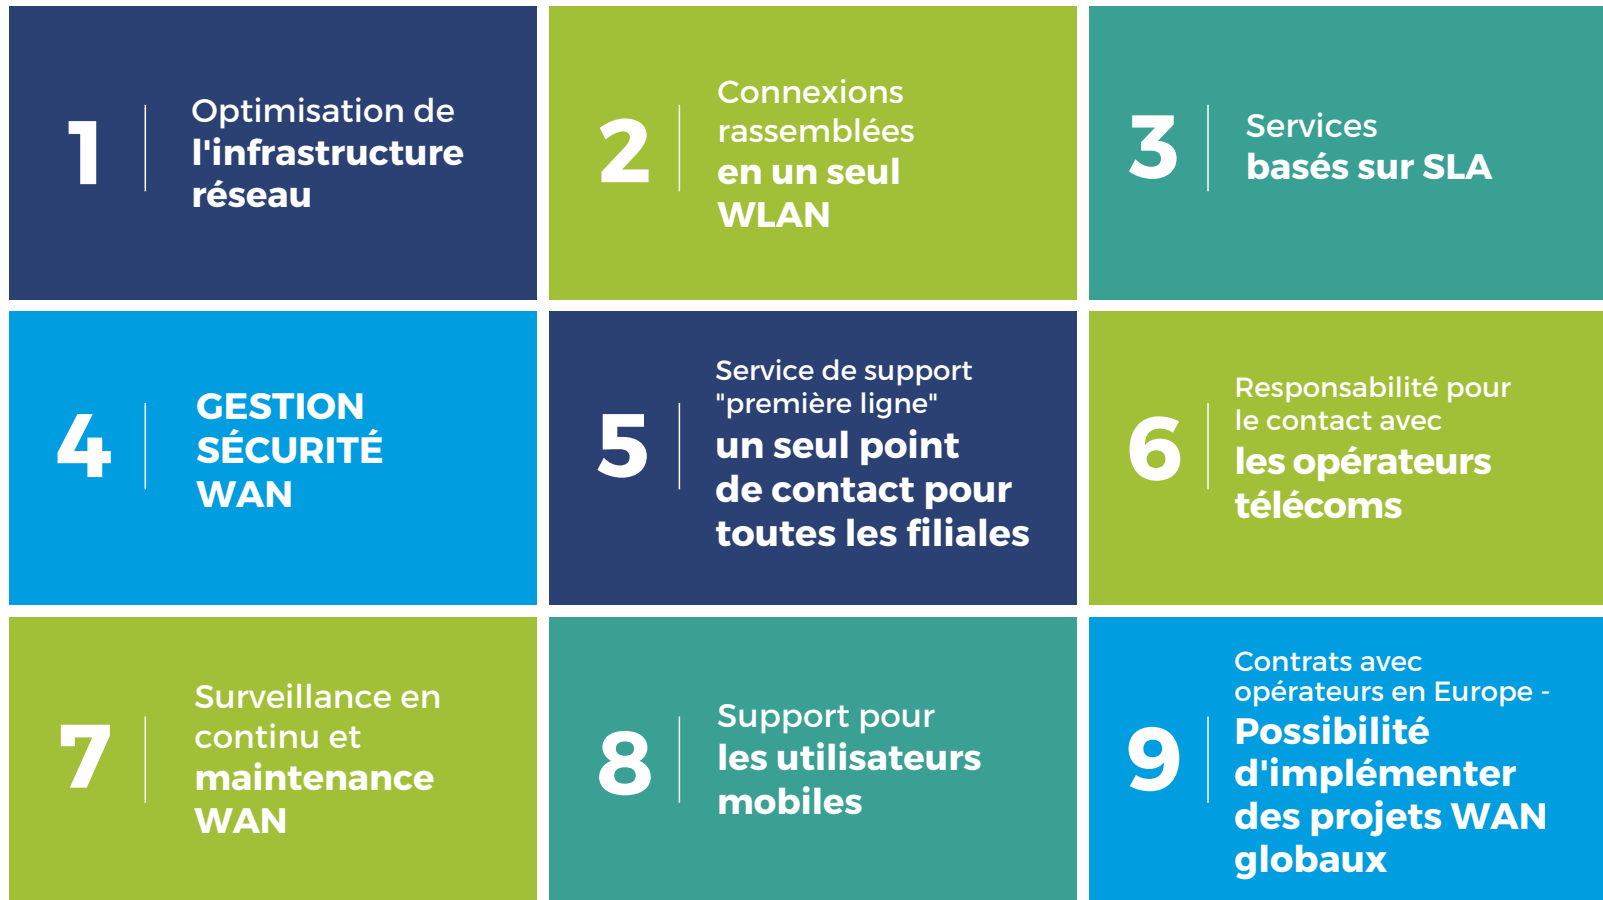 1
Optimisation de
l'infrastructure
réseau
2
Connexions
rassemblées
en un seul
WLAN
3
Services
basés sur SLA
4
GESTION
SÉCURITÉ
WAN
5
Service de support
"première ligne"
un seul point
de contact pour
toutes les filiales
6
Responsabilité pour
le contact avec
les opérateurs
télécoms
7
Surveillance en
continu et
maintenance
WAN
8
Support pour
les utilisateurs
mobiles
9
Contrats avec
opérateurs en Europe -
Possibilité
d'implémenter
des projets WAN
globaux